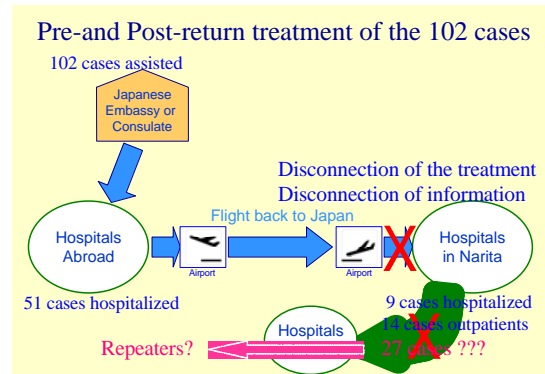 Pre-and Post-return treatment of the 102 cases
102 cases assisted
Japanese
Embassy or
Consulate
Disconnection of the treatment
Disconnection of information
Flight back to Japan
Hospitals
Abroad
Airport
Airport
Hospitals
in Narita
51 cases hospitalized
9 cases hospitalized
14 cases outpatients
Hospitals
Repeaters?
27 cases ???